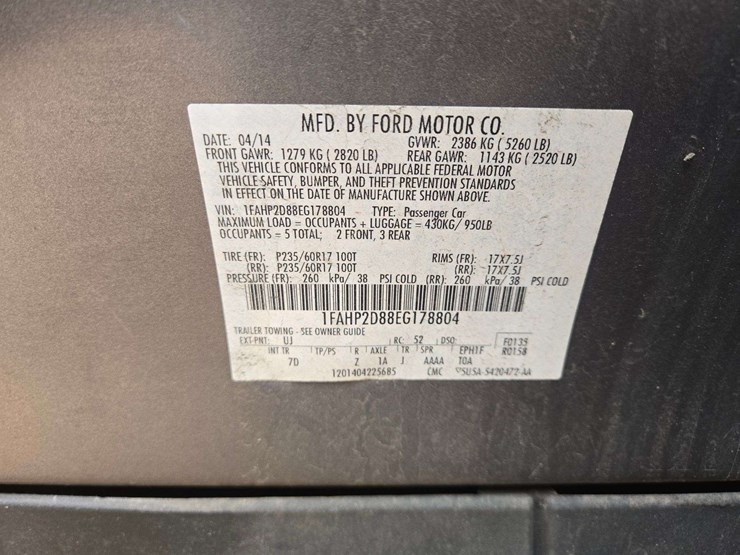 MFD. BY FORD MOTOR CO.
DATE: 04/14 GVWR: 2386 KG ( 5260 LB)
FRONT GAWR: 1279 KG ( 2820 LB) REAR GAWR: 1143 KG ( 2520 LB)
THIS VEHICLE CONFORMS TO ALL APPLICABLE FEDERAL MOTOR
VEHICLE SAFETY, BUMPER, AND THEFT PREVENTION STANDARDS
IN EFFECT ON THE DATE OF MANUFACTURE SHOWN ABOVE.
VIN: 1FAHP2D88EG178804 TYPE: Passenger Car
MAXIMUM LOAD = OCCUPANTS + LUGGAGE = 430KG/ 950LB
OCCUPANTS = 5 TOTAL; 2 FRONT, 3 REAR
TIRE (FR): P235/60R17 100T RIMS (FR): 17X7.5J
(RR): P235/60R17 100T (RR): 17X7.5J
PRESSURE (FR): 260 kPa/ 38 PSI COLD (RR): 260 kPa/ 38 PSI COLD
1FAHP2D88EG178804
TRAILER TOWING - SEE OWNER GUIDE
EXT PNT: UJ RC: 52 DSO: F0135
INT TR TP/PS R AXLE TR SPR EPHTF R0158
7D Z 1A J AAAA TOA
1201404225685 CMC